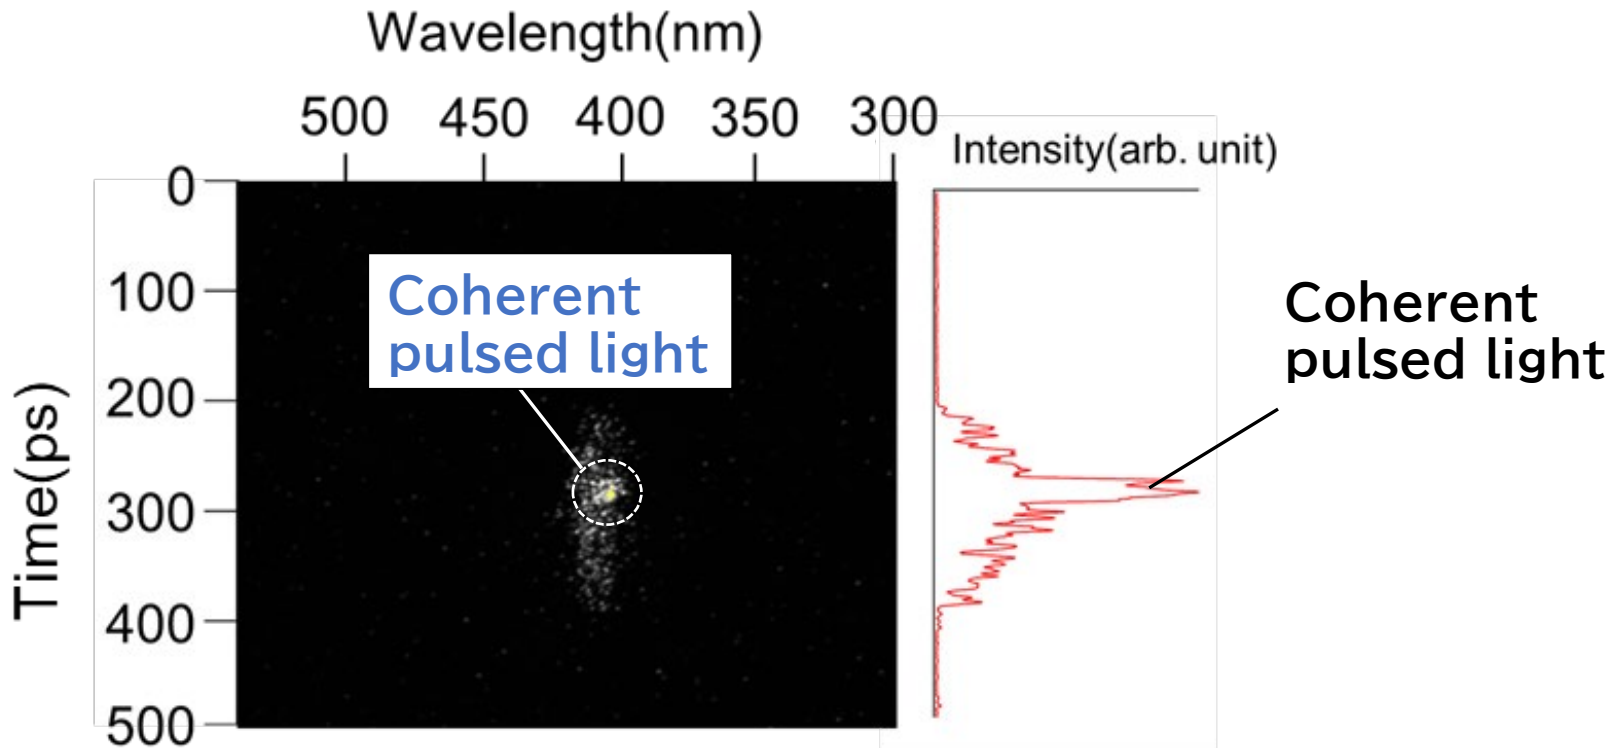 Wavelength(nm)
500 450 400 350 300
Intensity(arb. unit)
0
100
200
300
400
500
Time(ps)
Coherent
pulsed light
Coherent
pulsed light